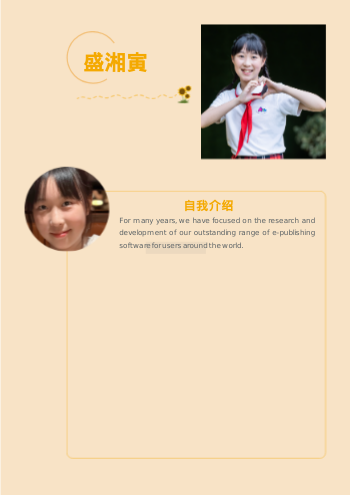 盛湘寅
自我介绍
For many years, we have focused on the research and
development of our outstanding range of e-publishing
software for users around the world.